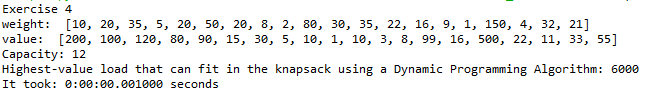 Exercise 4
weight:  [10, 20, 35, 5, 20, 50, 20, 8, 2, 80, 30, 35, 22, 16, 9, 1, 150, 4, 32, 21]
value:  [200, 100, 120, 80, 90, 15, 30, 5, 10, 1, 10, 3, 8, 99, 16, 500, 22, 11, 33, 55]
Capacity: 12
Highest-value load that can fit in the knapsack using a Dynamic Programming Algorithm: 6000
It took: 0:00:00.001000 seconds